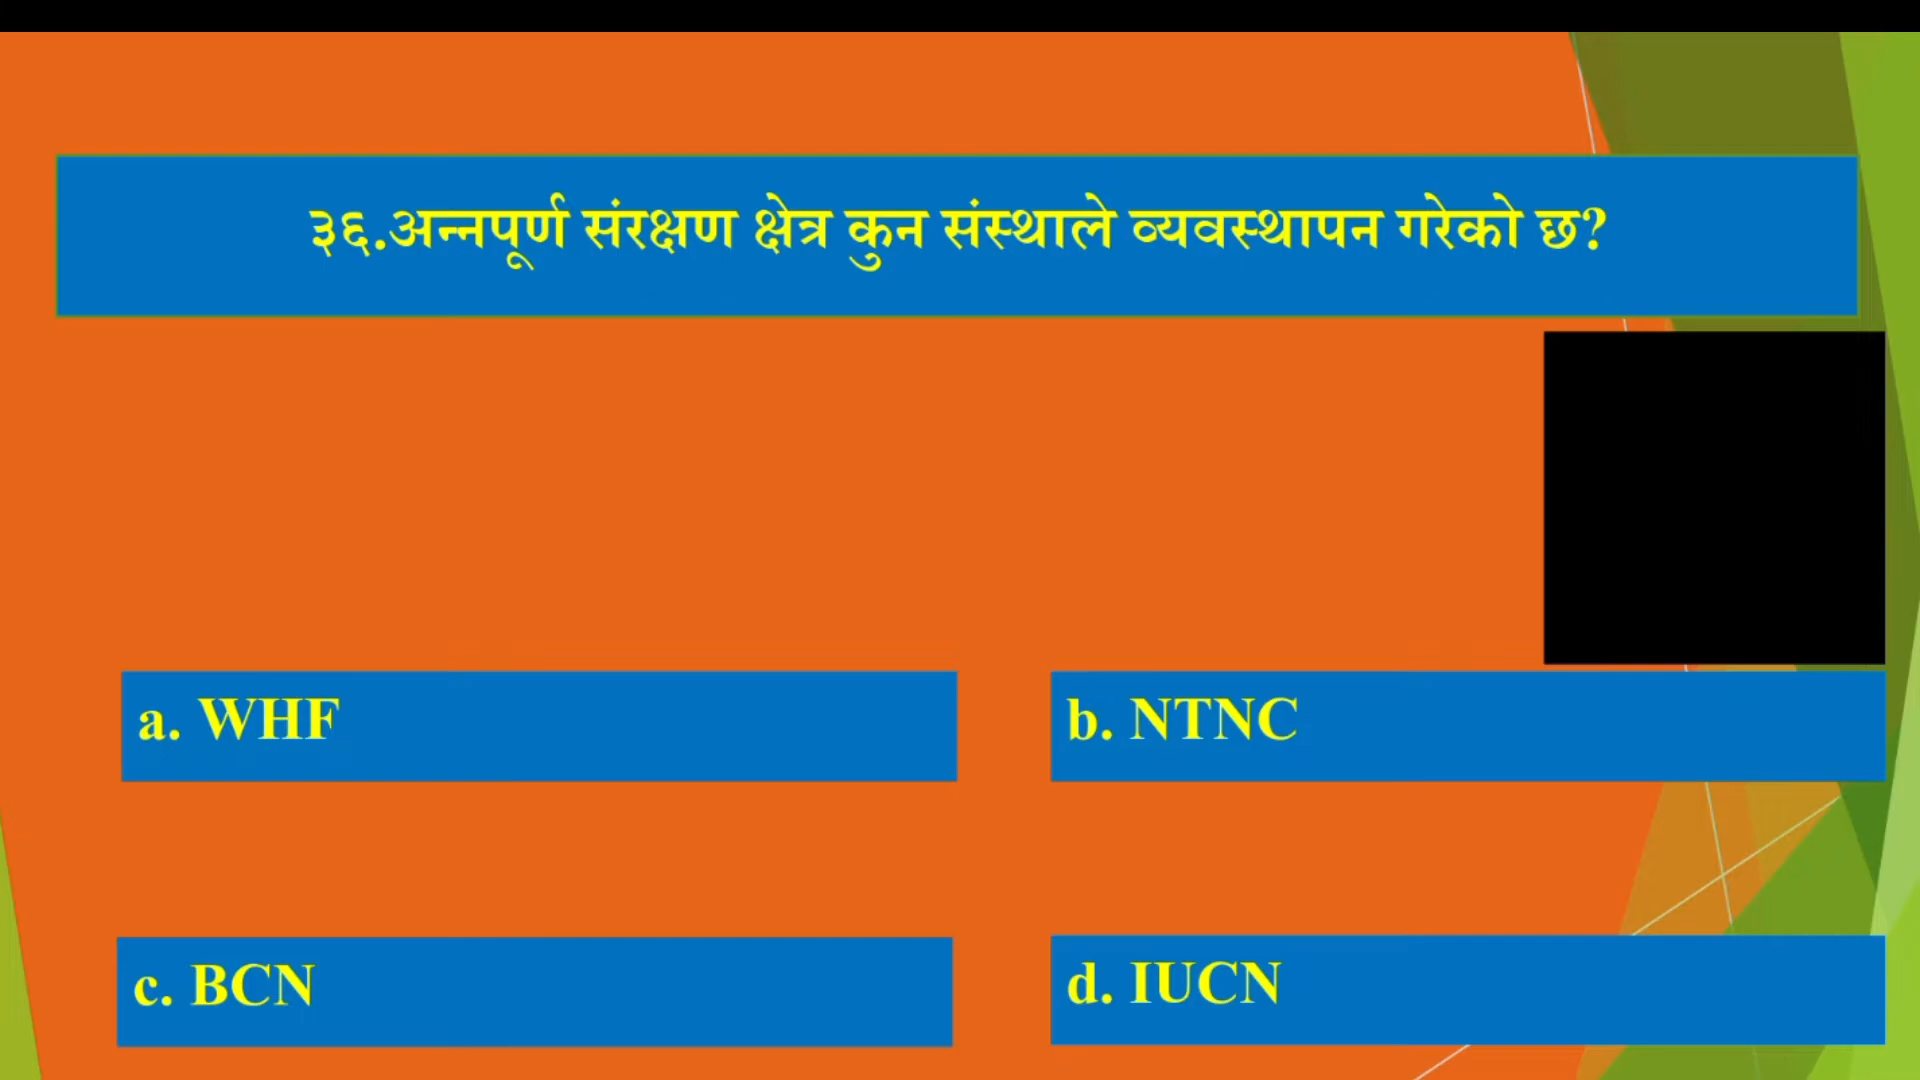 ३६.अन्नपूर्ण संरक्षण क्षेत्र कुन संस्थाले व्यवस्थापन गरेको छ?
a. WHF
b. NTNC
c. BCN
d. IUCN